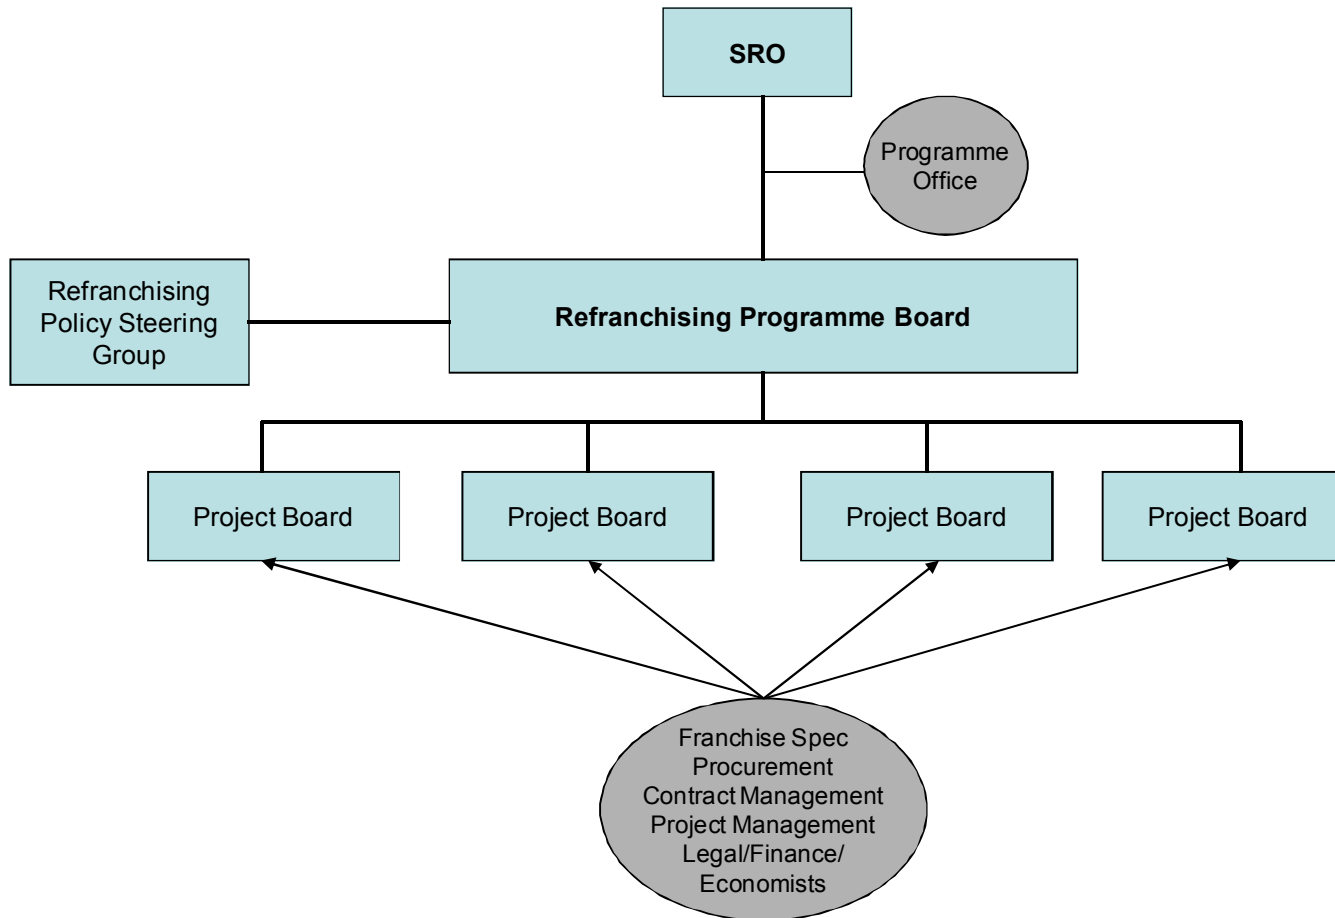 SRO
Programme
Office
Refranchising
Policy Steering
Group
Refranchising Programme Board
Project Board
Project Board
Project Board
Project Board
Franchise Spec
Procurement
Contract Management
Project Management
Legal/Finance/
Economists